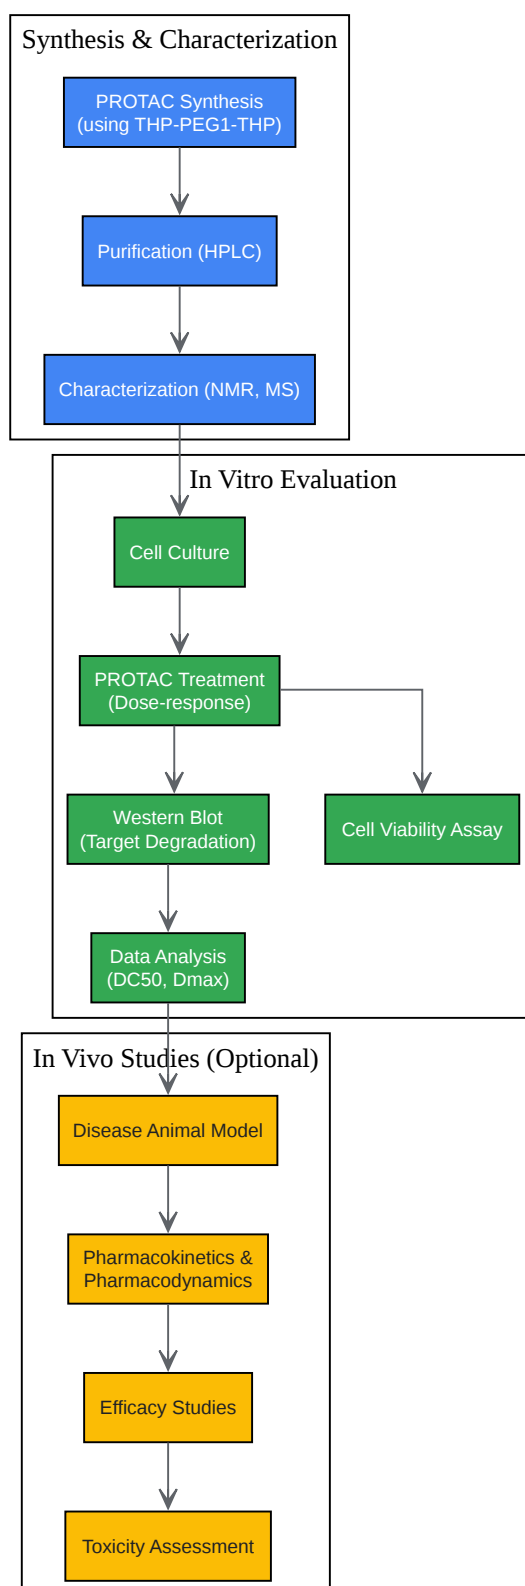 Synthesis & Characterization
PROTAC Synthesis
(using THP-PEG1-THP)
Purification (HPLC)
Characterization (NMR, MS)
In Vitro Evaluation
Cell Culture
PROTAC Treatment
(Dose-response)
Western Blot
(Target Degradation)
Cell Viability Assay
Data Analysis
(DC50, Dmax)
In Vivo Studies (Optional)
Disease Animal Model
Pharmacokinetics &
Pharmacodynamics
Efficacy Studies
Toxicity Assessment